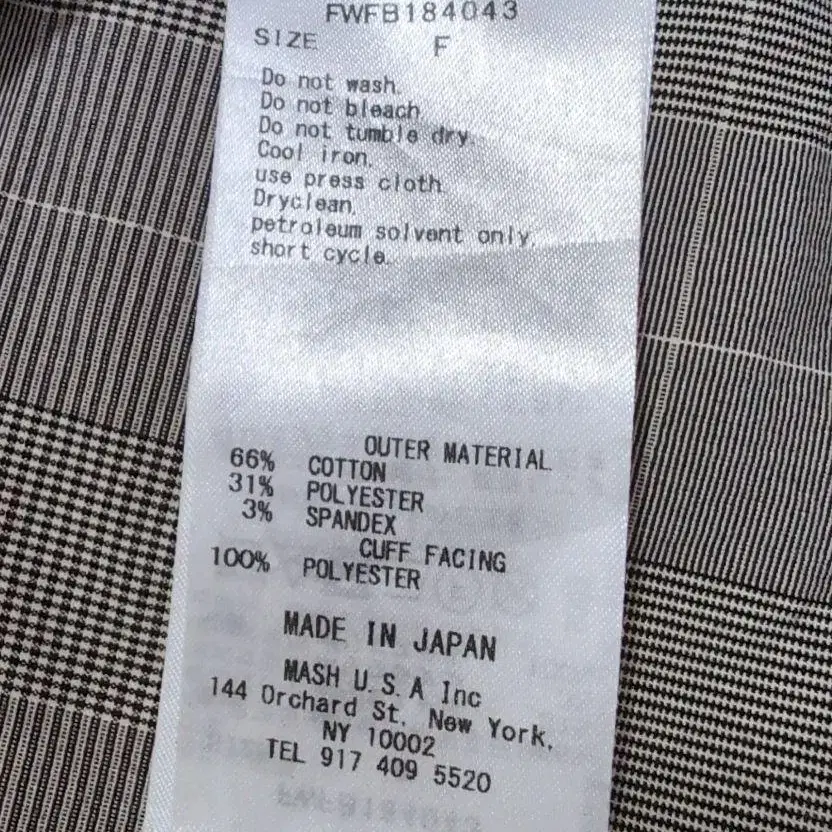 FWFB184043
SIZE F
Do not wash.
Do not bleach
Do not tumble dry.
Cool iron.
use press cloth.
Dryclean.
petroleum solvent only.
short cycle.
OUTER MATERIAL
66% COTTON
31% POLYESTER
3% SPANDEX
CUFF FACING
100% POLYESTER
MADE IN JAPAN
MASH U.S.A Inc
144 Orchard St. New York,
NY 10002
TEL 917 409 5520